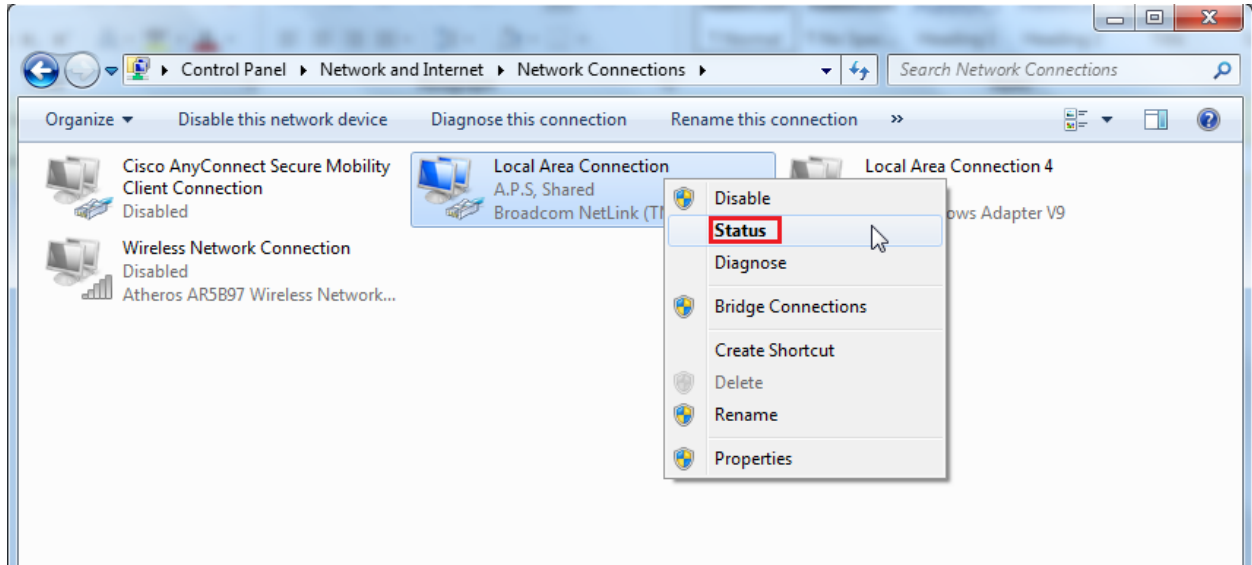 Control Panel Network and Internet Network Connections
Search Network Connections
Organize Disable this network device Diagnose this connection Rename this connection »
Cisco AnyConnect Secure Mobility
Client Connection
Disabled
Local Area Connection
A.P.S, Shared
Broadcom NetLink (T
Local Area Connection 4
ows Adapter V9
Wireless Network Connection
Disabled
Atheros AR5B97 Wireless Network...
Disable
Status
Diagnose
Bridge Connections
Create Shortcut
Delete
Rename
Properties